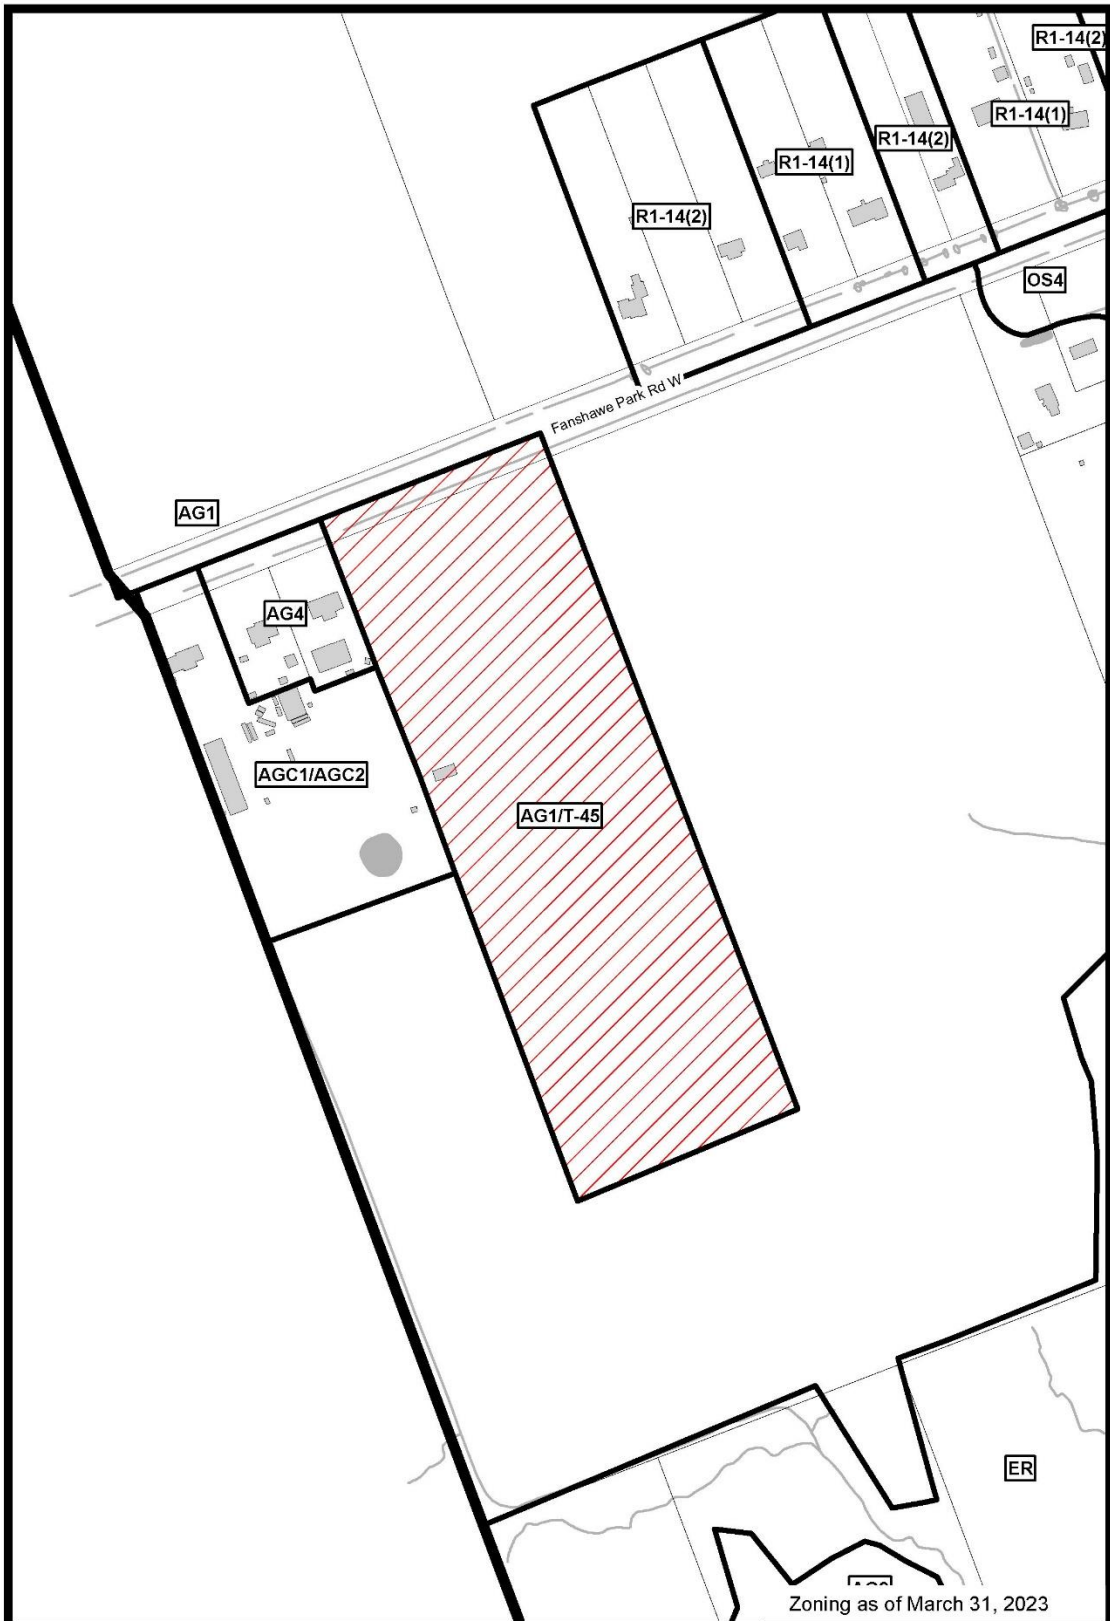 R1-14(2)
R1-14(1)
R1-14(2)
R1-14(1)
R1-14(2)
OS4
Fanshawe Park Rd W
AG1
AG4
AGC1/AGC2
AG1/T-45
ER
Zoning as of March 31, 2023